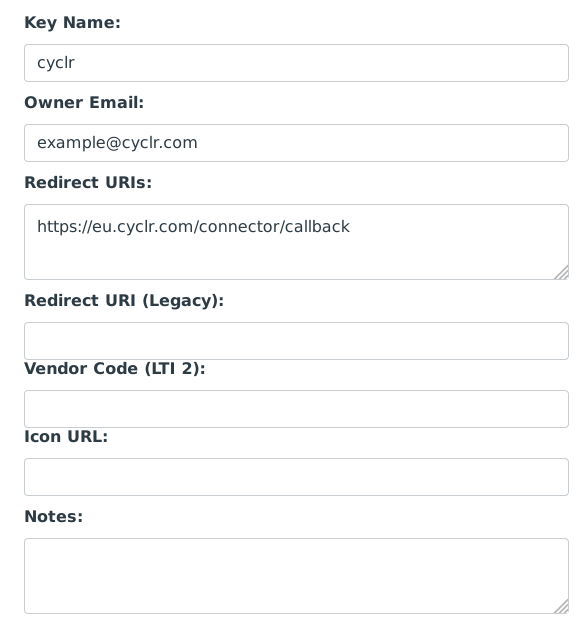 Key Name:
cyclr
Owner Email:
example@cyclr.com
Redirect URIs:
https://eu.cyclr.com/connector/callback
Redirect URI (Legacy):
Vendor Code (LTI 2):
Icon URL:
Notes: